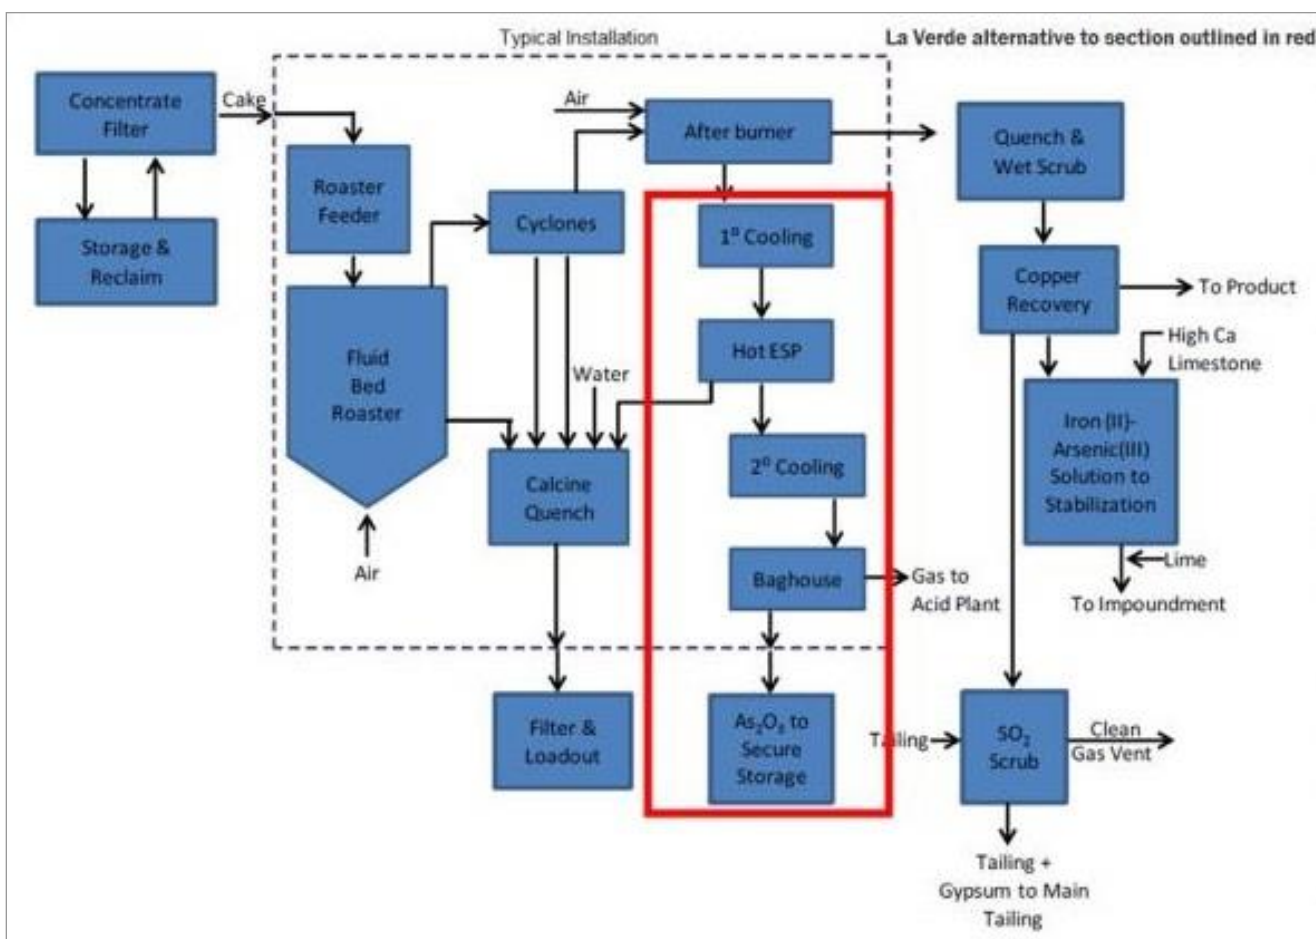 Typical Installation
La Verde alternative to section outlined in red
Concentrate
Filter
Cake
Storage &
Reclaim
Roaster
Feeder
Fluid
Bed
Roaster
Air
Cyclones
Air
After burner
Water
Calcine
Quench
Filter &
Loadout
1⁰ Cooling
Hot ESP
2⁰ Cooling
Baghouse
Gas to
Acid Plant
As₂O₃ to
Secure
Storage
Quench &
Wet Scrub
Copper
Recovery
To Product
High Ca
Limestone
Iron (II)-
Arsenic(III)
Solution to
Stabilization
Lime
To Impoundment
Tailing
SO₂
Scrub
Clean
Gas Vent
Tailing +
Gypsum to Main
Tailing